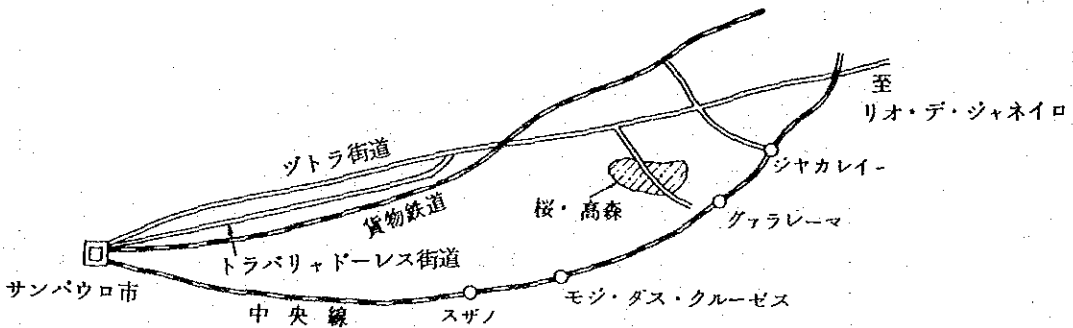 至
リオ・デ・ジャネイロ
ヅトラ街道
ジヤカレイー
桜・高森
グァラレーマ
貨物鉄道
トラバリャドーレス街道
サンパウロ市
モジ・ダス・クルーゼス
中央線
スザノ